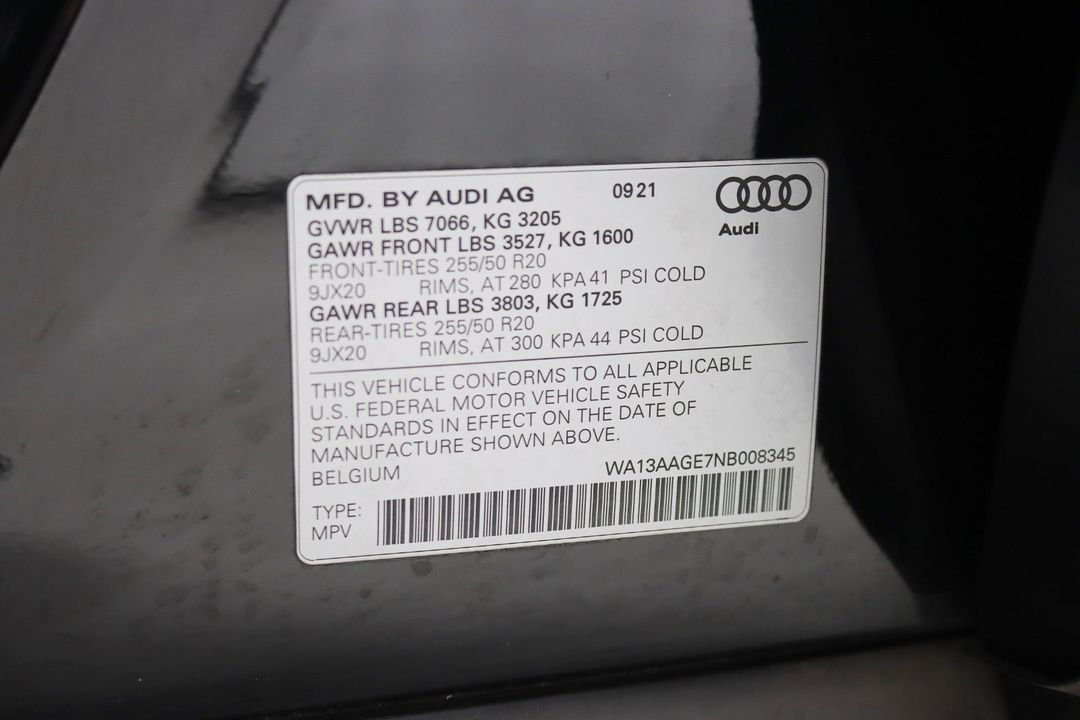 MFD. BY AUDI AG 0921
Audi
GVWR LBS 7066, KG 3205
GAWR FRONT LBS 3527, KG 1600
FRONT-TIRES 255/50 R20
9JX20 RIMS, AT 280 KPA 41 PSI COLD
GAWR REAR LBS 3803, KG 1725
REAR-TIRES 255/50 R20
9JX20 RIMS, AT 300 KPA 44 PSI COLD
THIS VEHICLE CONFORMS TO ALL APPLICABLE
U.S. FEDERAL MOTOR VEHICLE SAFETY
STANDARDS IN EFFECT ON THE DATE OF
MANUFACTURE SHOWN ABOVE.
BELGIUM WA13AAGE7NB008345
TYPE:
MPV